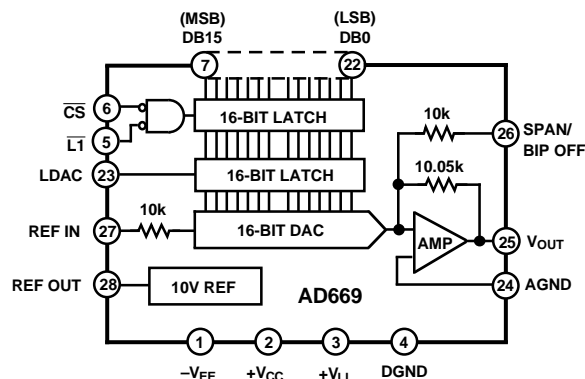 (MSB)
DB15
(LSB)
DB0
7
22
CS
6
16-BIT LATCH
10k
26
SPAN/
BIP OFF
L1
5
10.05k
LDAC
23
16-BIT LATCH
10k
REF IN
27
16-BIT DAC
AMP
25
VOUT
24
AGND
REF OUT
28
10V REF
AD669
1
2
3
4
–VEE
+VCC
+VLL
DGND